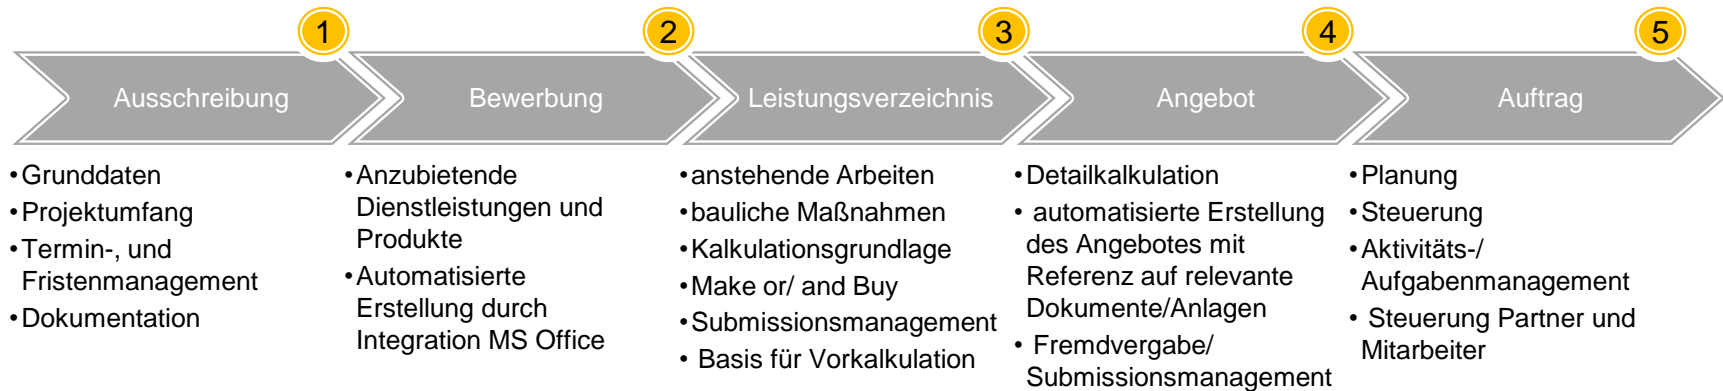 1
2
3
4
5
Ausschreibung
Bewerbung
Leistungsverzeichnis
Angebot
Auftrag
•Grunddaten
•Projektumfang
•Termin-, und
Fristenmanagement
•Dokumentation
•Anzubietende
Dienstleistungen und
Produkte
•Automatisierte
Erstellung durch
Integration MS Office
•anstehende Arbeiten
•bauliche Maßnahmen
•Kalkulationsgrundlage
•Make or/ and Buy
•Submissionsmanagement
• Basis für Vorkalkulation
•Detailkalkulation
• automatisierte Erstellung
des Angebotes mit
Referenz auf relevante
Dokumente/Anlagen
• Fremdvergabe/
Submissionsmanagement
•Planung
•Steuerung
•Aktivitäts-/
Aufgabenmanagement
• Steuerung Partner und
Mitarbeiter